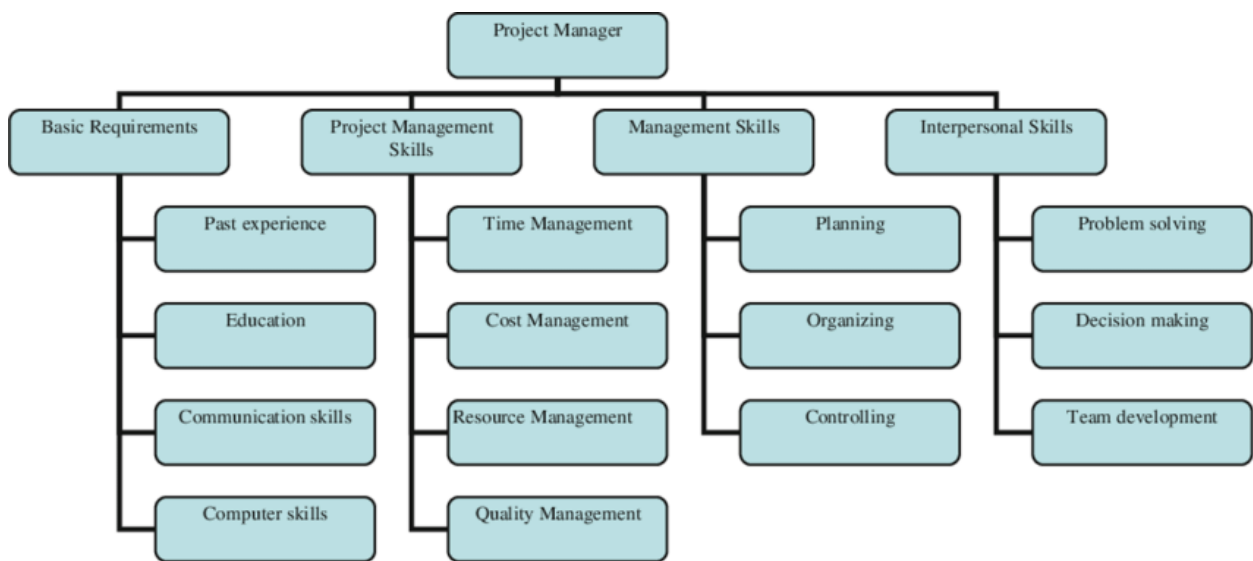 Project Manager
Basic Requirements
Project Management
Skills
Management Skills
Interpersonal Skills
Past experience
Time Management
Planning
Problem solving
Education
Cost Management
Organizing
Decision making
Communication skills
Resource Management
Controlling
Team development
Computer skills
Quality Management